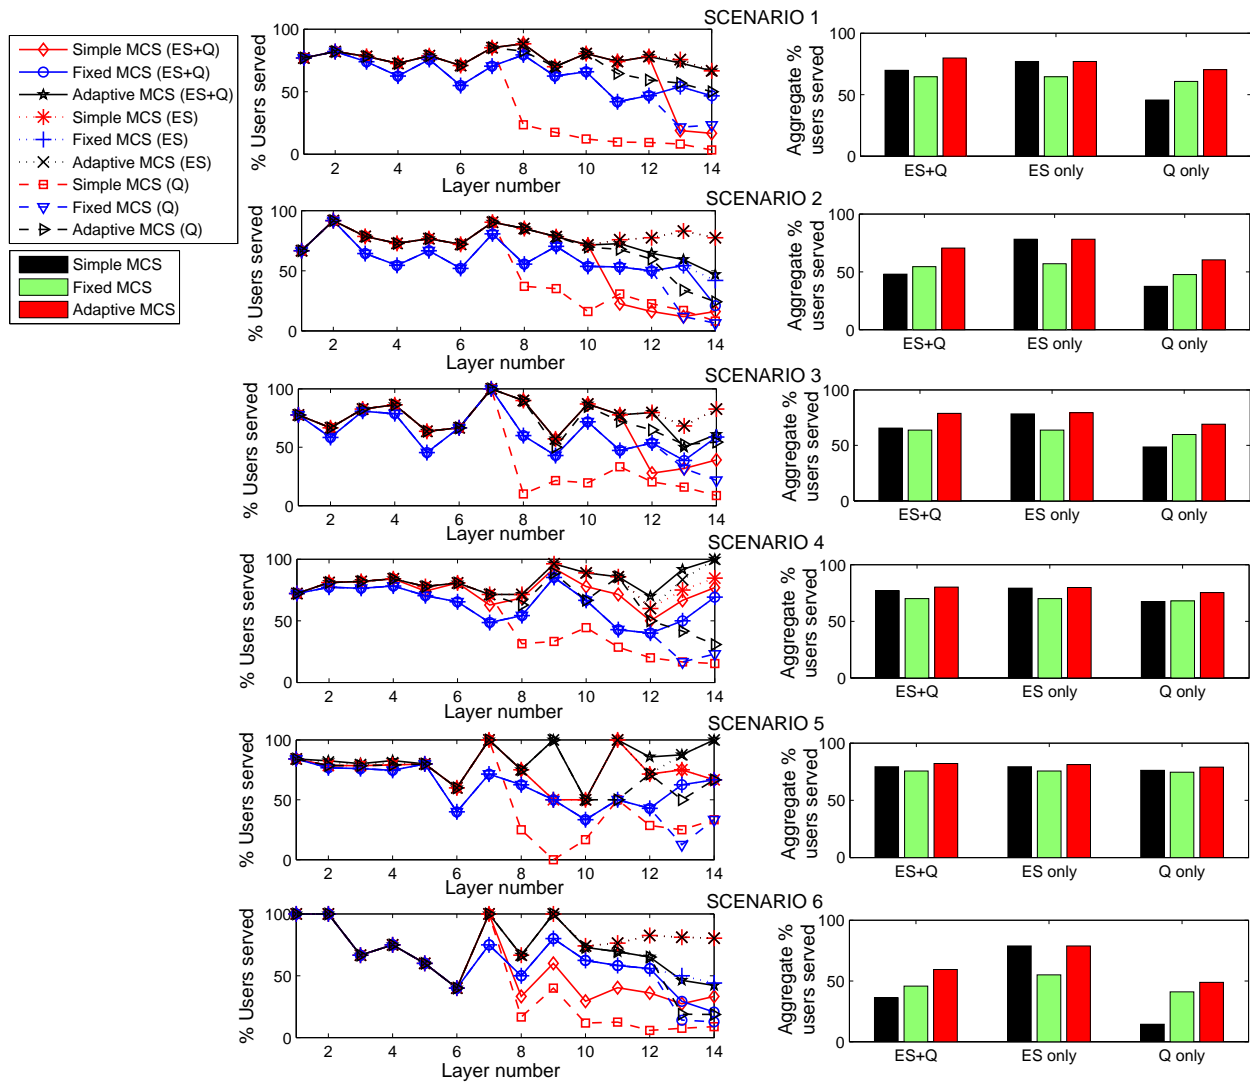 Simple MCS (ES+Q)
Fixed MCS (ES+Q)
Adaptive MCS (ES+Q)
Simple MCS (ES)
Fixed MCS (ES)
Adaptive MCS (ES)
Simple MCS (Q)
Fixed MCS (Q)
Adaptive MCS (Q)
Simple MCS
Fixed MCS
Adaptive MCS
SCENARIO 1
% Users served
100
50
0
2 4 6 8 10 12 14
Layer number
Aggregate %
users served
100
50
0
ES+Q ES only Q only
SCENARIO 2
% Users served
100
50
0
2 4 6 8 10 12 14
Layer number
Aggregate %
users served
100
50
0
ES+Q ES only Q only
SCENARIO 3
% Users served
100
50
0
2 4 6 8 10 12 14
Layer number
Aggregate %
users served
100
50
0
ES+Q ES only Q only
SCENARIO 4
% Users served
100
50
0
2 4 6 8 10 12 14
Layer number
Aggregate %
users served
100
50
0
ES+Q ES only Q only
SCENARIO 5
% Users served
100
50
0
2 4 6 8 10 12 14
Layer number
Aggregate %
users served
100
50
0
ES+Q ES only Q only
SCENARIO 6
% Users served
100
50
0
2 4 6 8 10 12 14
Layer number
Aggregate %
users served
100
50
0
ES+Q ES only Q only